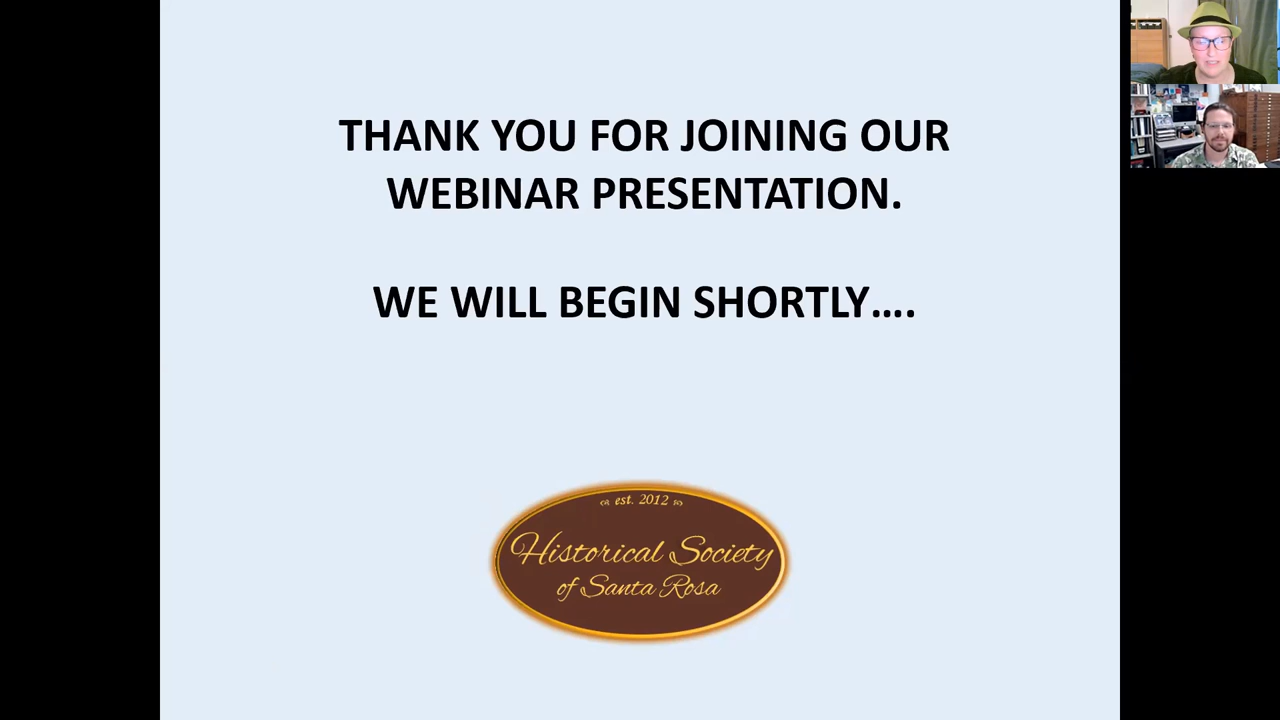 THANK YOU FOR JOINING OUR
WEBINAR PRESENTATION.
WE WILL BEGIN SHORTLY….
est. 2012
Historical Society
of Santa Rosa